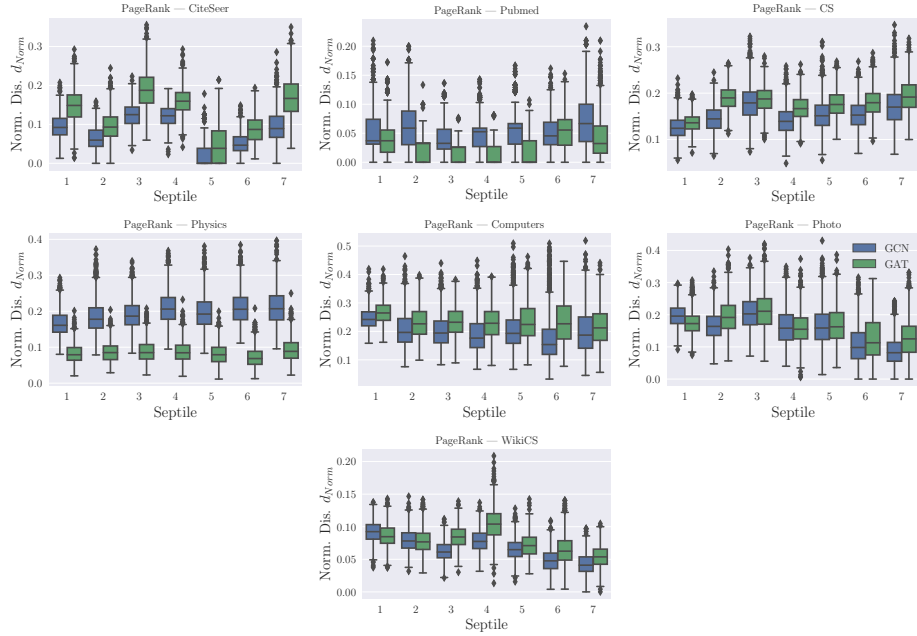 PageRank — CiteSeer
Norm. Dis. d_Norm
0.3
0.2
0.1
0.0
1 2 3 4 5 6 7
Septile
PageRank — Pubmed
Norm. Dis. d_Norm
0.20
0.15
0.10
0.05
0.00
1 2 3 4 5 6 7
Septile
PageRank — CS
Norm. Dis. d_Norm
0.3
0.2
0.1
1 2 3 4 5 6 7
Septile
PageRank — Physics
Norm. Dis. d_Norm
0.4
0.3
0.2
0.1
0.0
1 2 3 4 5 6 7
Septile
PageRank — Computers
Norm. Dis. d_Norm
0.5
0.4
0.3
0.2
0.1
1 2 3 4 5 6 7
Septile
PageRank — Photo
Norm. Dis. d_Norm
0.4
0.3
0.2
0.1
0.0
GCN
GAT
1 2 3 4 5 6 7
Septile
PageRank — WikiCS
Norm. Dis. d_Norm
0.20
0.15
0.10
0.05
0.00
1 2 3 4 5 6 7
Septile